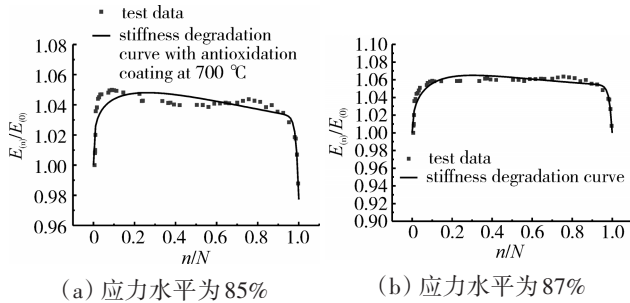 test data
stiffness degradation
curve with antioxidation
coating at 700 ℃
1.08
1.06
1.04
1.02
1.00
0.98
0.96
E(n)/E(0)
0 0.2 0.4 0.6 0.8 1.0
n/N
(a) 应力水平为85%
1.10
1.08
1.06
1.04
1.02
1.00
0.98
0.96
0.94
0.92
0.90
E(n)/E(0)
test data
stiffness degradation curve
0 0.2 0.4 0.6 0.8 1.0
n/N
(b) 应力水平为87%